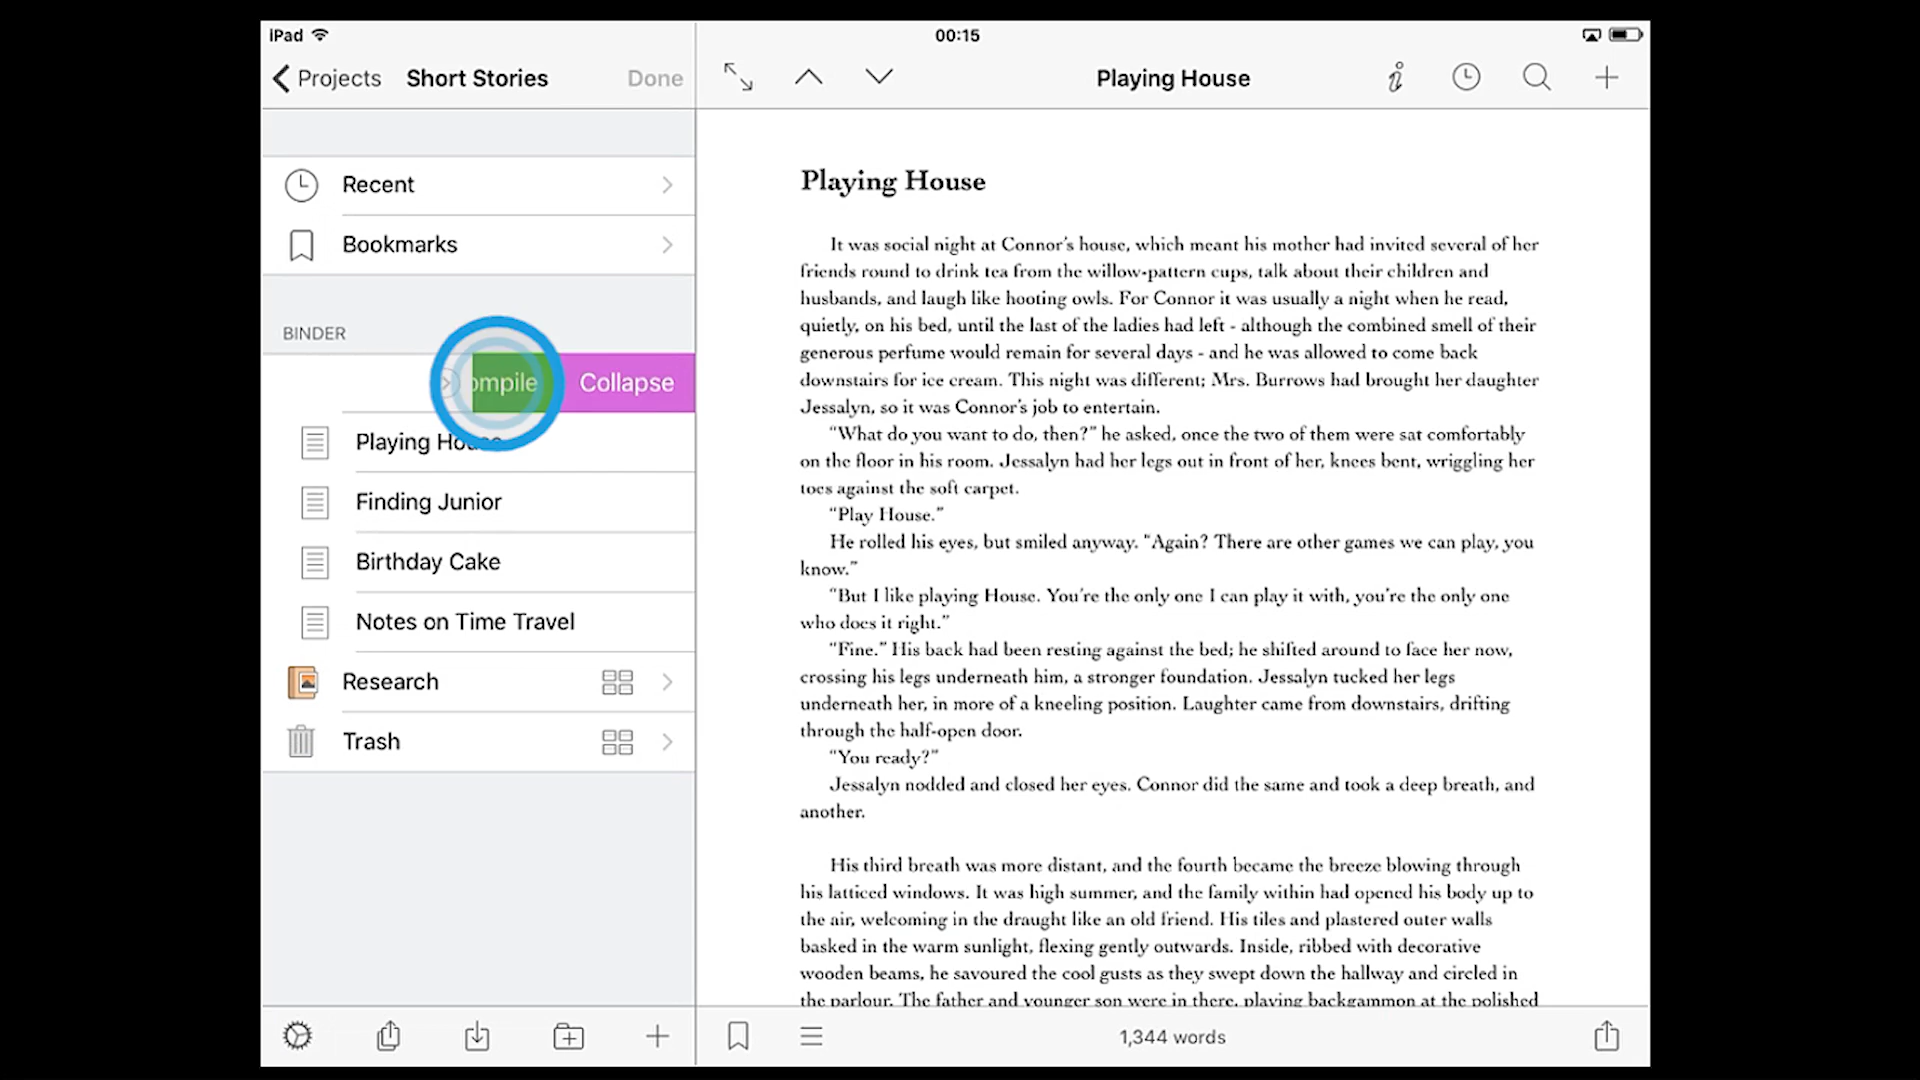 iPad
00:15
Projects
Short Stories
Done
Playing House
Recent
Bookmarks
BINDER
ompile
Collapse
Playing House
Finding Junior
Birthday Cake
Notes on Time Travel
Research
Trash
Playing House
It was social night at Connor's house, which meant his mother had invited several of her
friends round to drink tea from the willow-pattern cups, talk about their children and
husbands, and laugh like hooting owls. For Connor it was usually a night when he read,
quietly, on his bed, until the last of the ladies had left - although the combined smell of their
generous perfume would remain for several days - and he was allowed to come back
downstairs for ice cream. This night was different; Mrs. Burrows had brought her daughter
Jessalyn, so it was Connor's job to entertain.
“What do you want to do, then?” he asked, once the two of them were sat comfortably
on the floor in his room. Jessalyn had her legs out in front of her, knees bent, wriggling her
toes against the soft carpet.
“Play House.”
He rolled his eyes, but smiled anyway. “Again? There are other games we can play, you
know.”
“But I like playing House. You're the only one I can play it with, you're the only one
who does it right.”
“Fine.” His back had been resting against the bed; he shifted around to face her now,
crossing his legs underneath him, a stronger foundation. Jessalyn tucked her legs
underneath her, in more of a kneeling position. Laughter came from downstairs, drifting
through the half-open door.
“You ready?”
Jessalyn nodded and closed her eyes. Connor did the same and took a deep breath, and
another.
His third breath was more distant, and the fourth became the breeze blowing through
his latticed windows. It was high summer, and the family within had opened his body up to
the air, welcoming in the draught like an old friend. His tiles and plastered outer walls
basked in the warm sunlight, flexing gently outwards. Inside, ribbed with decorative
wooden beams, he savoured the cool gusts as they swept down the hallway and circled in
the parlour. The father and younger son were in there, playing backgammon at the polished
1,344 words